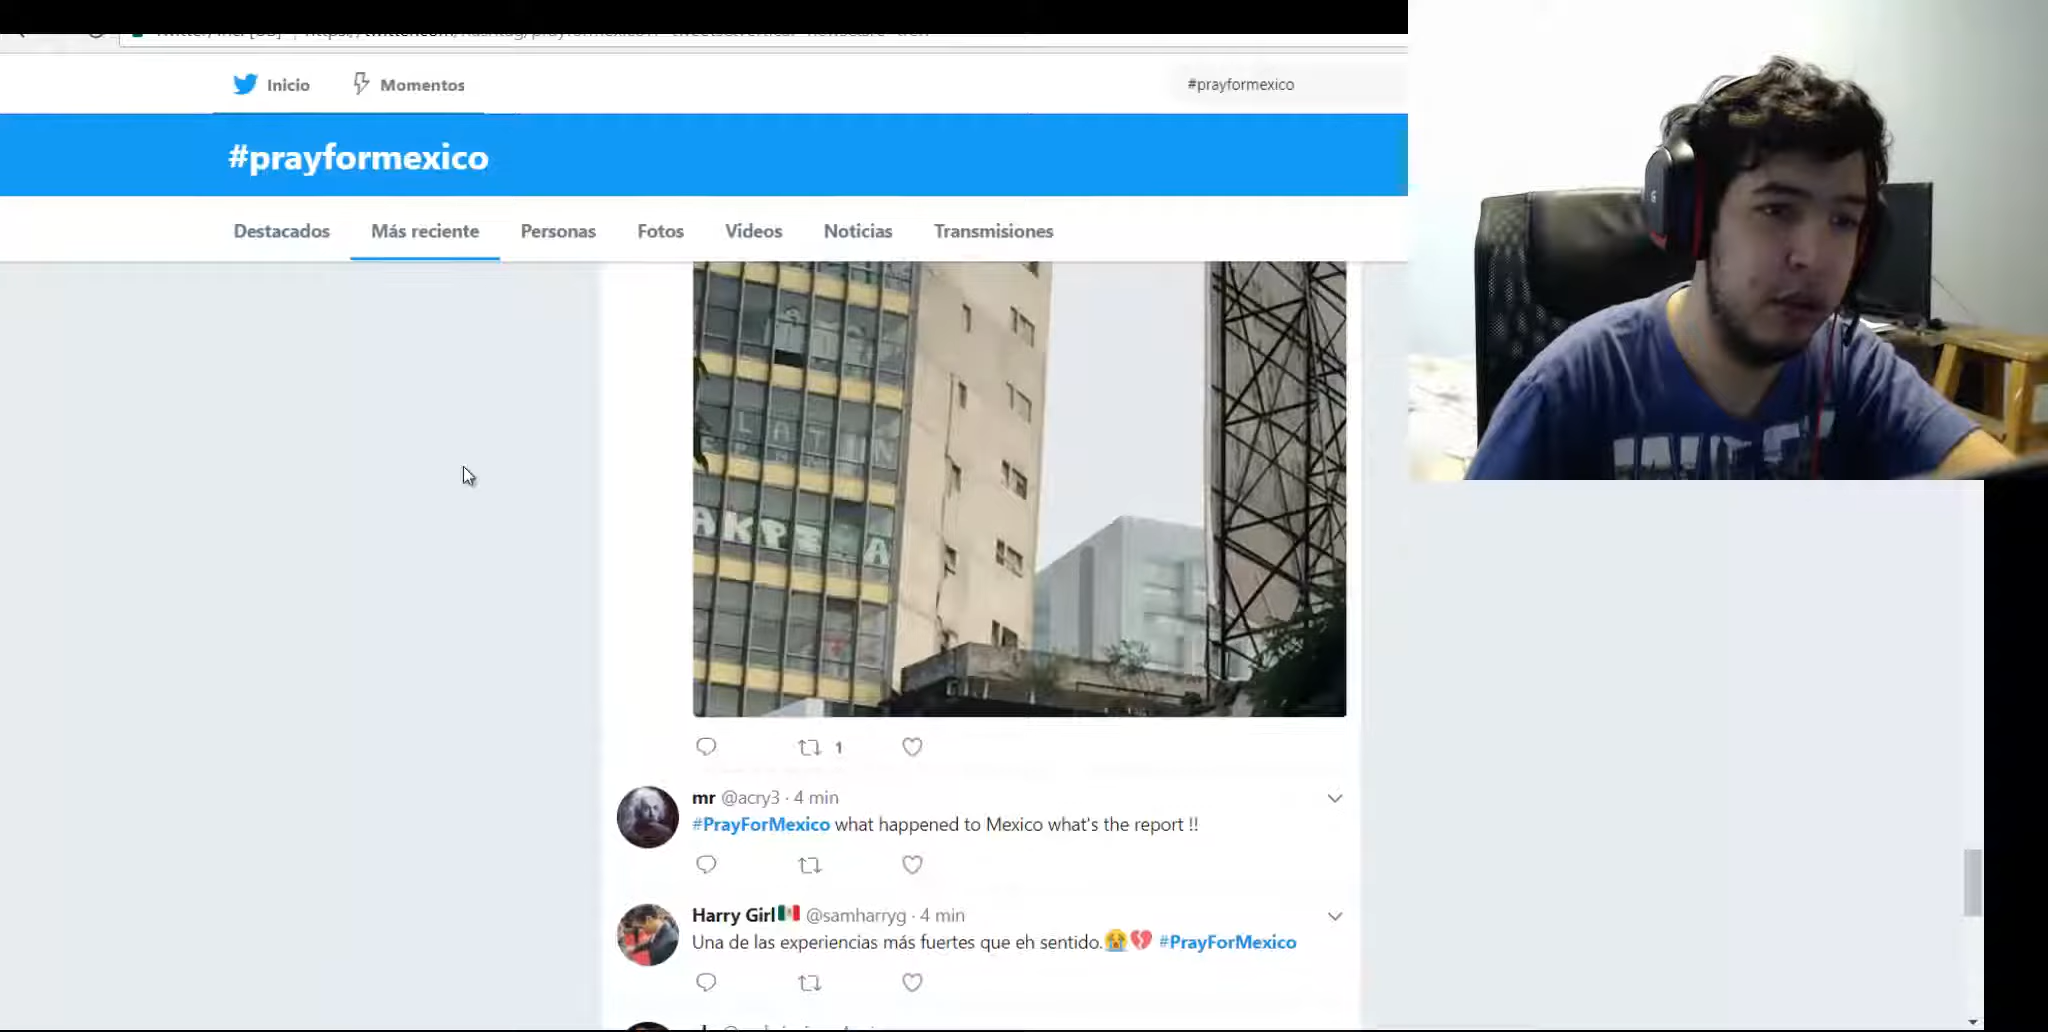 Inicio
Momentos
#prayformexico
#prayformexico
Destacados
Más reciente
Personas
Fotos
Videos
Noticias
Transmisiones
LATIN
AKPE A
1
mr @acry3 · 4 min
#PrayForMexico what happened to Mexico what's the report !!
Harry Girl🇲🇽 @samharryg · 4 min
Una de las experiencias más fuertes que eh sentido.😭💔 #PrayForMexico